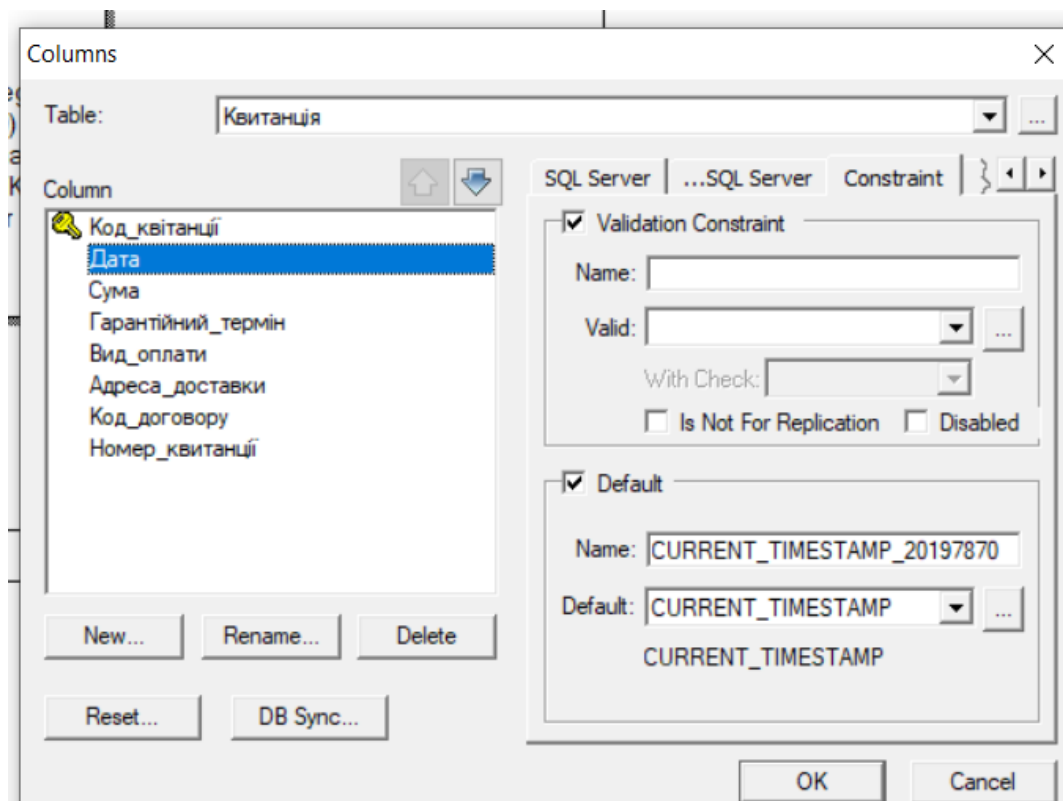 Columns
Table:
Квитанція
...
Column
Код_квітанції
Дата
Сума
Гарантійний_термін
Вид_оплати
Адреса_доставки
Код_договору
Номер_квитанції
New...
Rename...
Delete
Reset...
DB Sync...
SQL Server
...SQL Server
Constraint
Validation Constraint
Name:
Valid:
...
With Check:
Is Not For Replication
Disabled
Default
Name: CURRENT_TIMESTAMP_20197870
Default: CURRENT_TIMESTAMP
...
CURRENT_TIMESTAMP
OK
Cancel